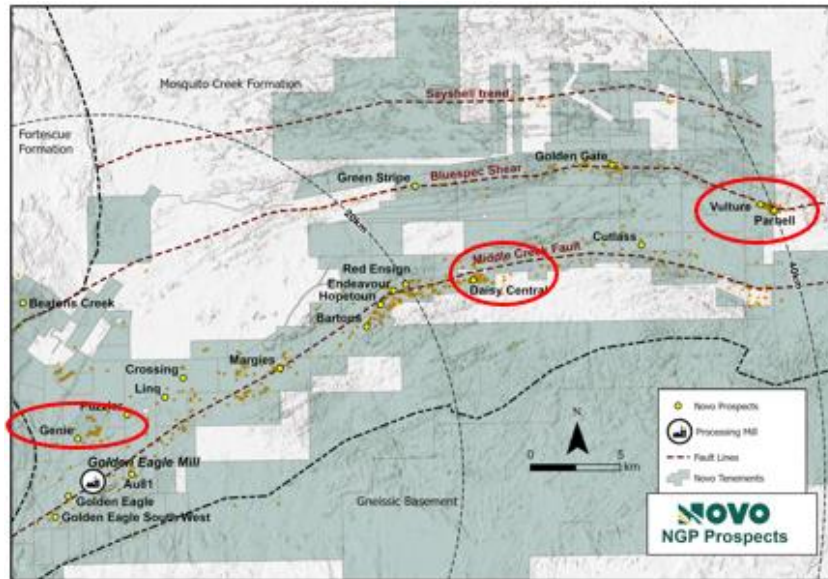 Mosquito Creek Formation
Sayshell trend
Fortescue
Formation
Golden Gate
Green Stripe
Bluespec Shear
20km
Vulture
Parnell
Cutlass
Middle Creek Fault
40km
Red Ensign
Endeavour
Hopetoun
Daisy Central
Beatons Creek
Bartons
Margies
Crossing
Linq
Genie
Golden Eagle Mill
Au81
Golden Eagle
Golden Eagle South West
Gneissic Basement
N
0 5
km
Novo Prospects
Processing Mill
Fault Lines
Novo Tenements
NOVO
NGP Prospects